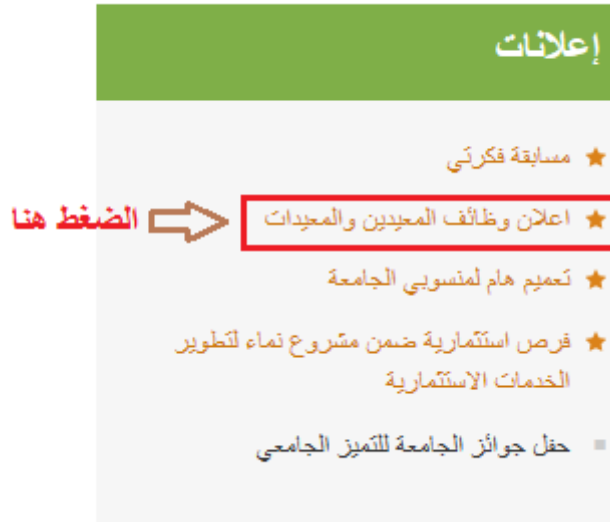 إعلانات
مسابقة فكرتي
اعلان وظائف المعيدين والمعيدات
الضغط هنا
تعميم هام لمنسوبي الجامعة
فرص استثمارية ضمن مشروع نماء لتطوير
الخدمات الاستثمارية
حفل جوائز الجامعة للتميز الجامعي